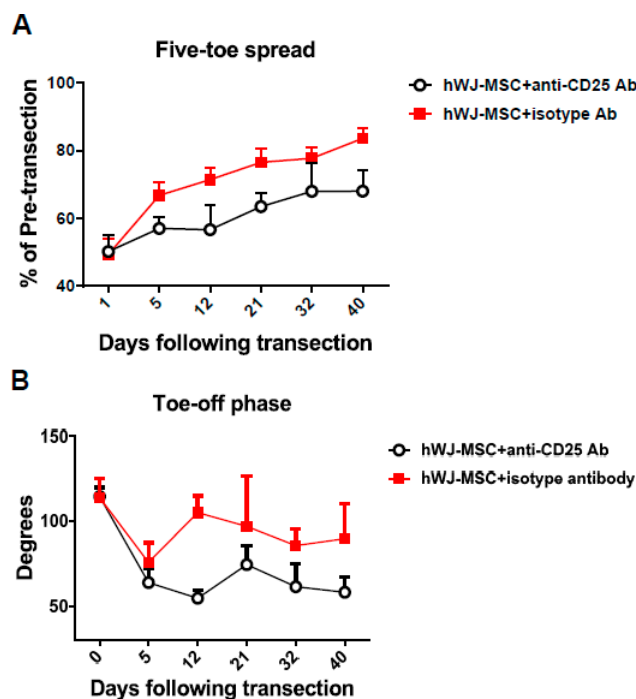 A
Five-toe spread
hWJ-MSC+anti-CD25 Ab
hWJ-MSC+isotype Ab
% of Pre-transection
100
80
60
40
1
5
12
21
32
40
Days following transection
B
Toe-off phase
hWJ-MSC+anti-CD25 Ab
hWJ-MSC+isotype antibody
Degrees
150
100
50
0
5
12
21
32
40
Days following transection